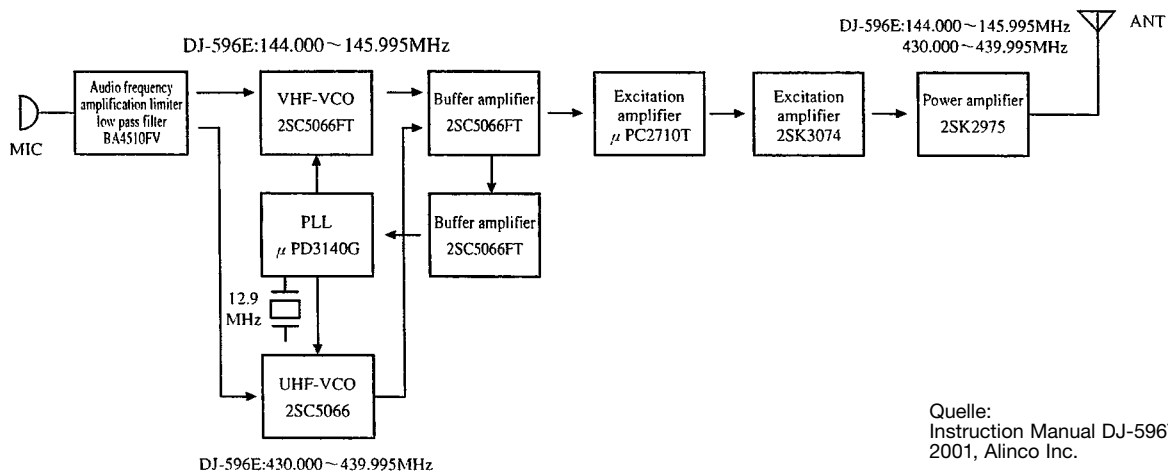 DJ-596E:144.000～145.995MHz
430.000～439.995MHz
ANT
DJ-596E:144.000～145.995MHz
MIC
Audio frequency
amplification limiter
low pass filter
BA4510FV
VHF-VCO
2SC5066FT
Buffer amplifier
2SC5066FT
Excitation
amplifier
μ PC2710T
Excitation
amplifier
2SK3074
Power amplifier
2SK2975
PLL
μ PD3140G
Buffer amplifier
2SC5066FT
12.9
MHz
UHF-VCO
2SC5066
DJ-596E:430.000～439.995MHz
Quelle:
Instruction Manual DJ-596
2001, Alinco Inc.